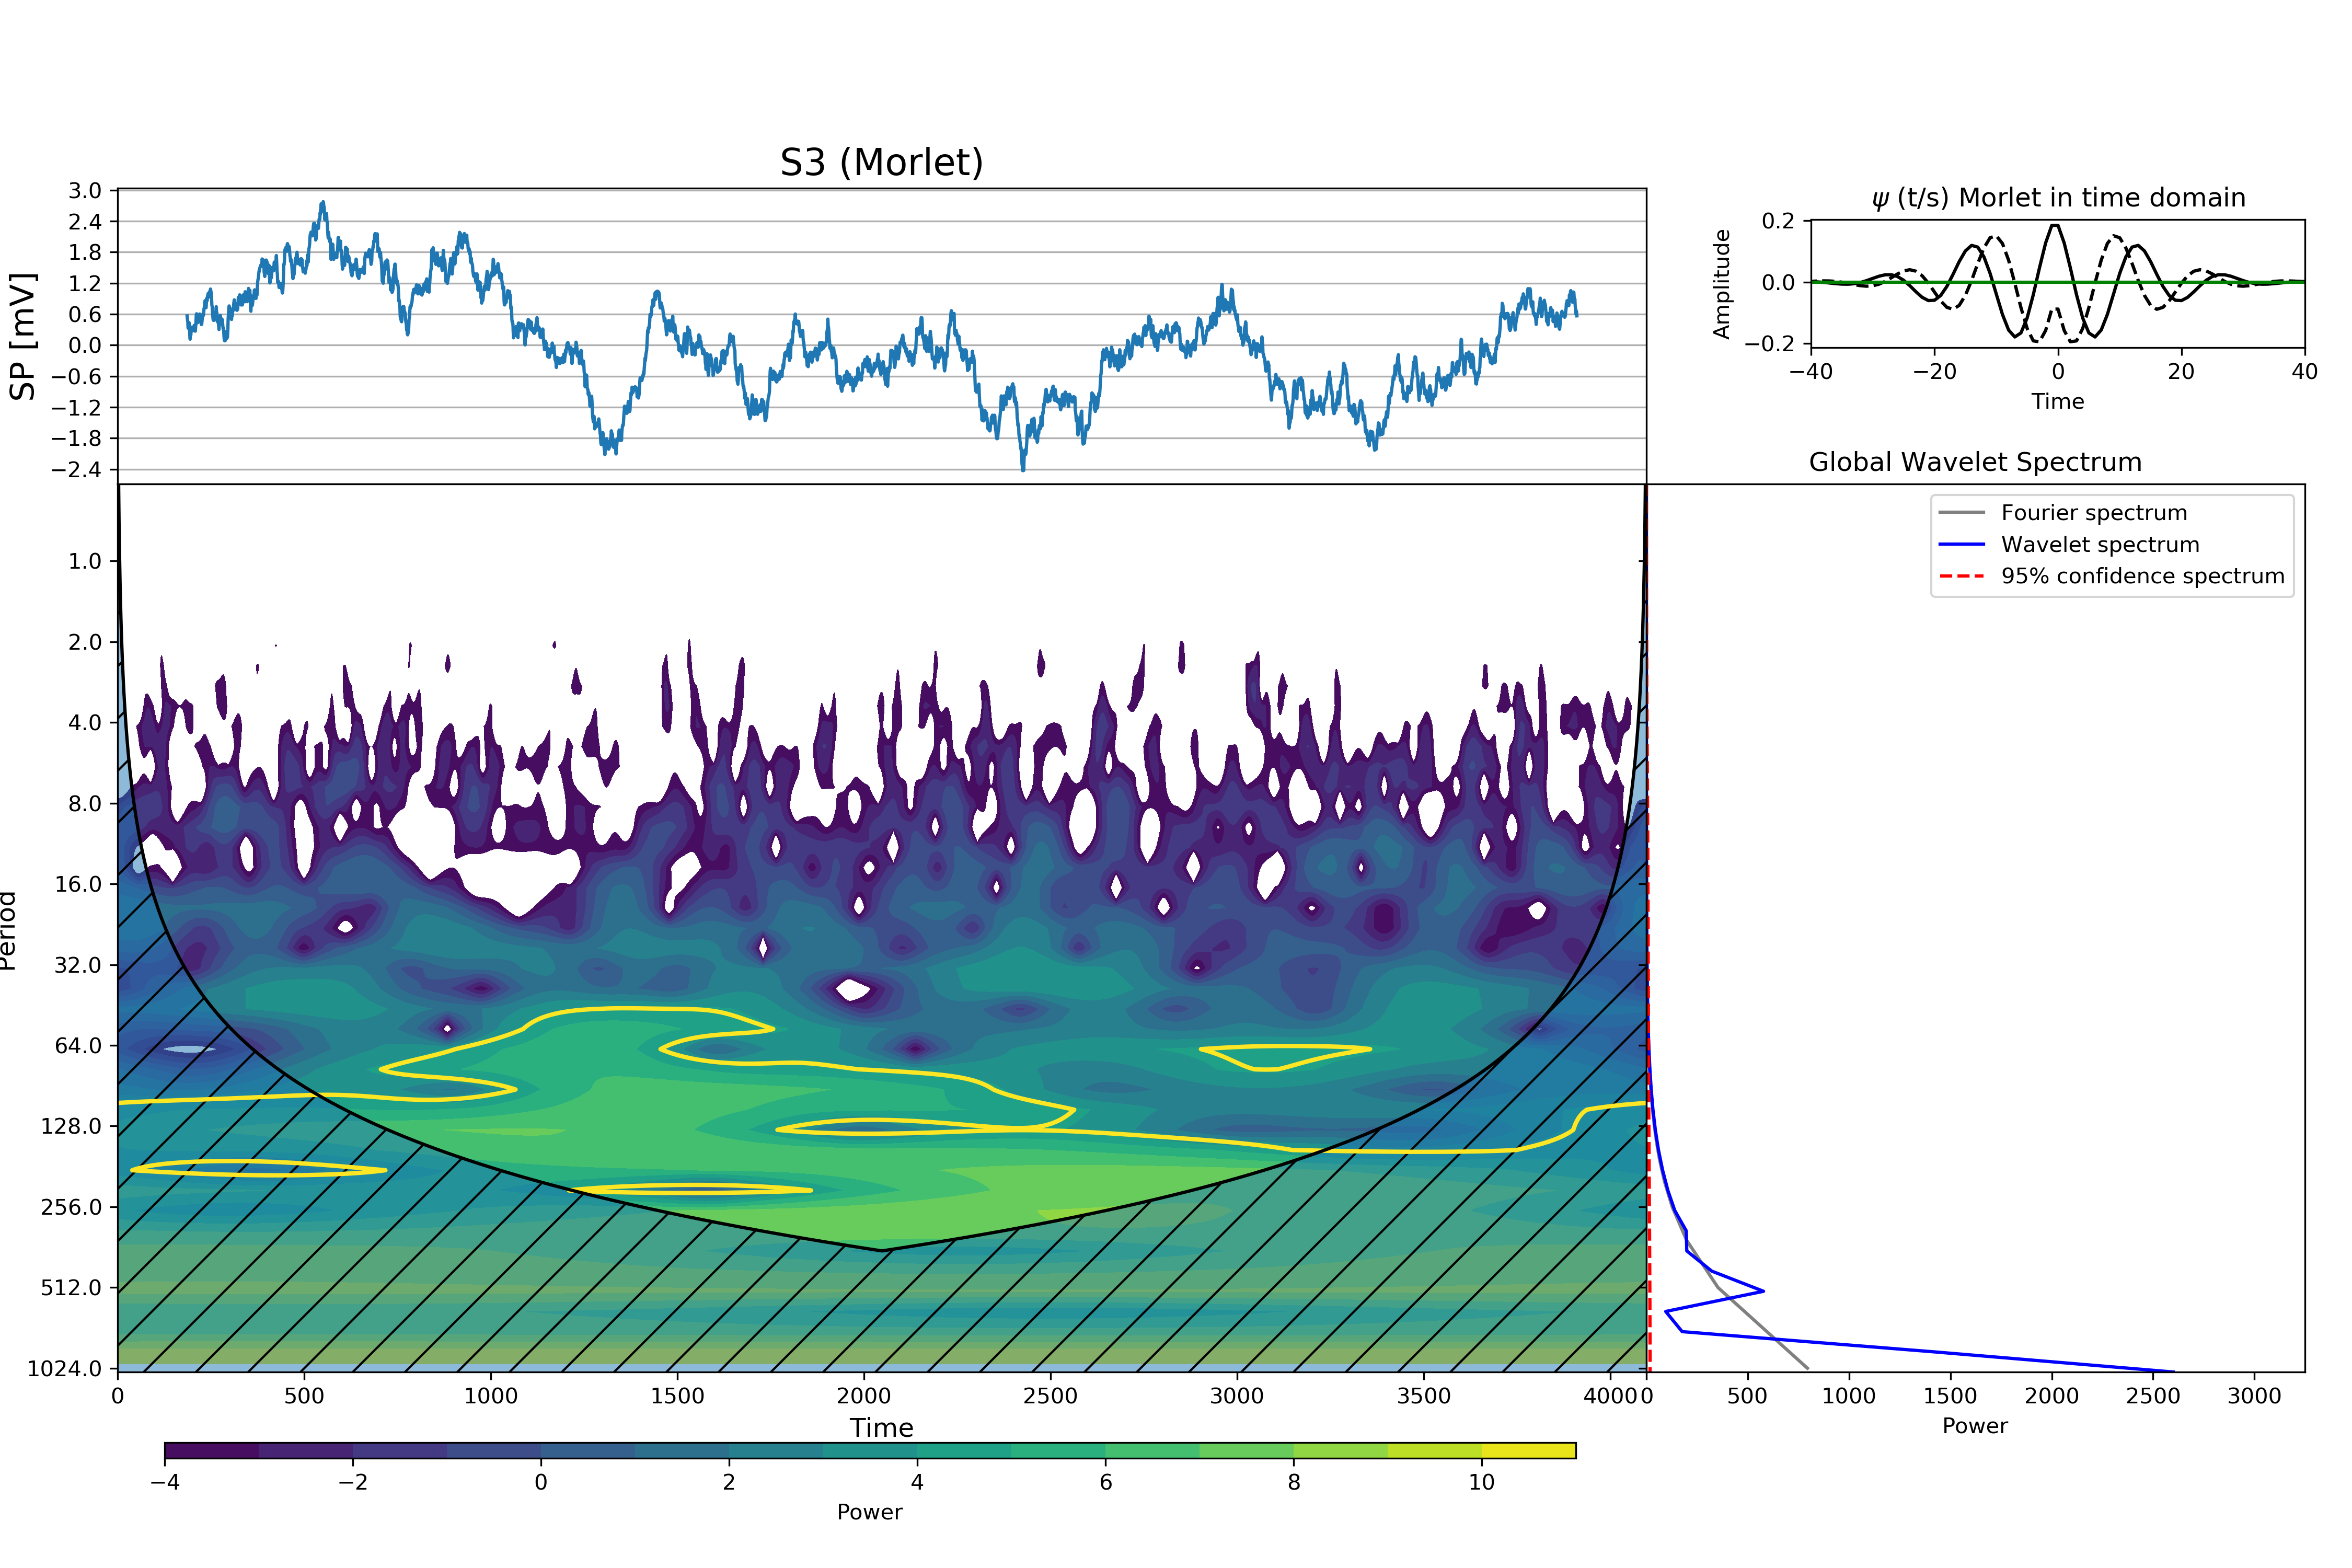 S3 (Morlet)
SP [mV]
3.0
2.4
1.8
1.2
0.6
0.0
−0.6
−1.2
−1.8
−2.4
ψ (t/s) Morlet in time domain
Amplitude
0.2
0.0
−0.2
−40 −20 0 20 40
Time
Global Wavelet Spectrum
Fourier spectrum
Wavelet spectrum
95% confidence spectrum
Period
1.0
2.0
4.0
8.0
16.0
32.0
64.0
128.0
256.0
512.0
1024.0
0 500 1000 1500 2000 2500 3000 3500 4000
Time
0 500 1000 1500 2000 2500 3000
Power
−4 −2 0 2 4 6 8 10
Power